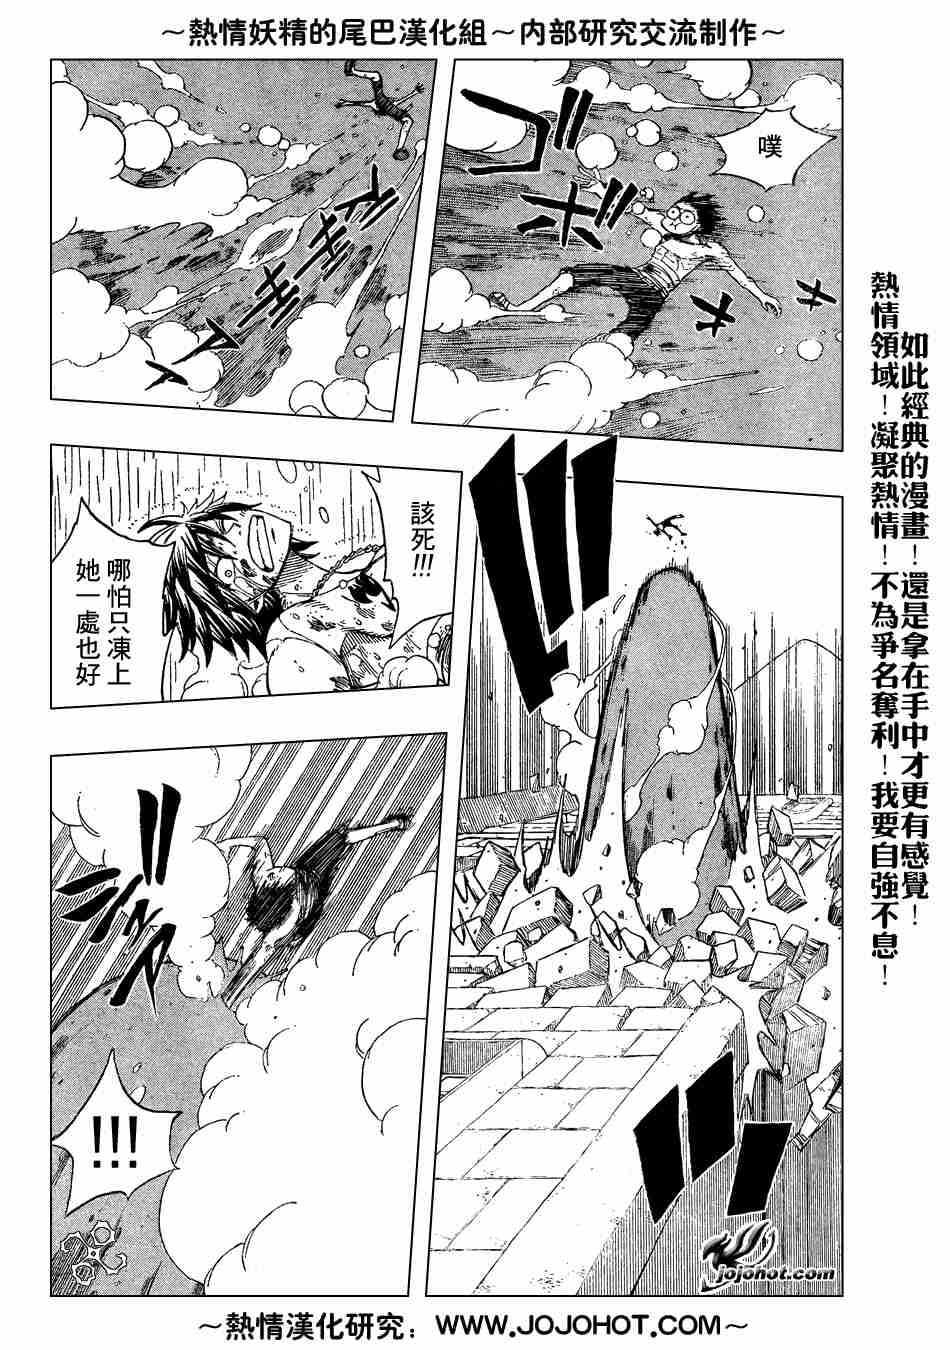 ～熱情妖精的尾巴漢化組～内部研究交流制作～
噗
ゴボッ
該死!!!
哪怕只凍上
她一處也好
!!!
如此經典的漫畫！還是拿在手中才更有感覺！
熱情領域！凝聚熱情！不為爭名奪利！我要自強不息！
jojohot.com
～熱情漢化研究：WWW.JOJOHOT.COM～